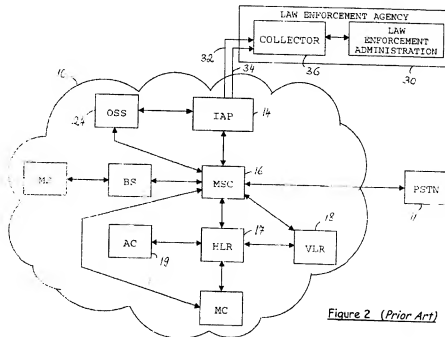 LAW ENFORCEMENT AGENCY
COLLECTOR
LAW
ENFORCEMENT
ADMINISTRATION
32
34
36
30
10
OSS
24
IAP
14
MS
BS
MSC
16
PSTN
11
AC
19
HLR
17
VLR
18
MC
Figure 2 (Prior Art)